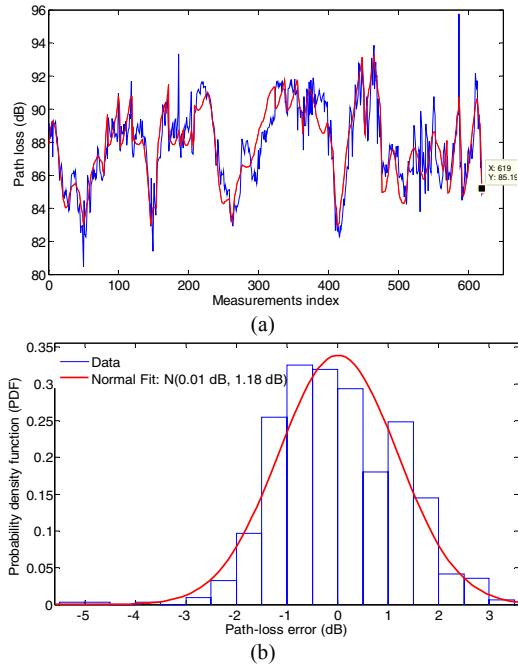 96
94
92
90
88
86
84
82
80
Path loss (dB)
0 100 200 300 400 500 600
Measurements index
X: 619
Y: 85.19
(a)
0.35
0.3
0.25
0.2
0.15
0.1
0.05
0
Probability density function (PDF)
Data
Normal Fit: N(0.01 dB, 1.18 dB)
-5 -4 -3 -2 -1 0 1 2 3
Path-loss error (dB)
(b)